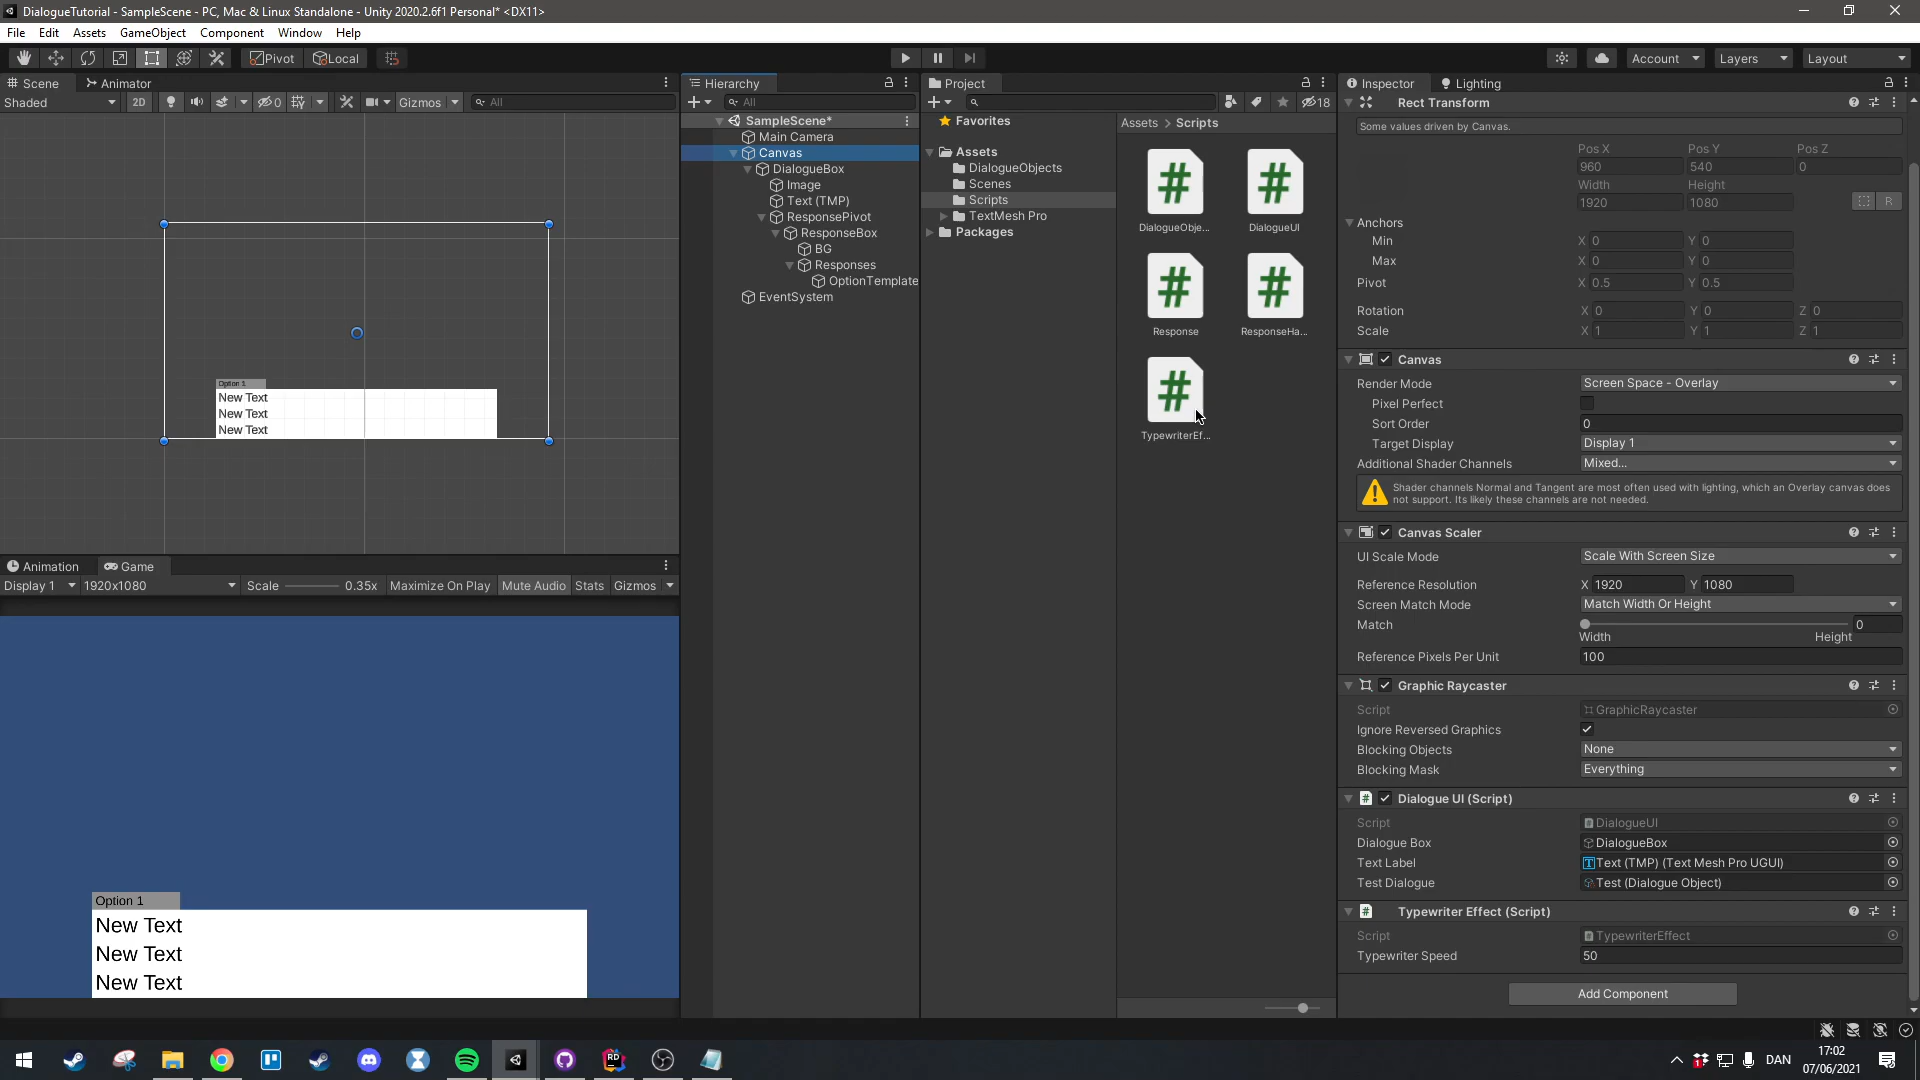 DialogueTutorial - SampleScene - PC, Mac & Linux Standalone - Unity 2020.2.6f1 Personal* <DX11>
File Edit Assets GameObject Component Window Help
Pivot Local Account Layers Layout
Scene Animator
Shaded 2D 0 Gizmos All
Option 1
New Text
New Text
New Text
Animation Game
Display 1 1920x1080 Scale 0.35x Maximize On Play Mute Audio Stats Gizmos
Option 1
New Text
New Text
New Text
Hierarchy
All
SampleScene*
Main Camera
Canvas
DialogueBox
Image
Text (TMP)
ResponsePivot
ResponseBox
BG
Responses
OptionTemplate
EventSystem
Project
18
Favorites
Assets
DialogueObjects
Scenes
Scripts
TextMesh Pro
Packages
Assets > Scripts
DialogueObje...
DialogueUI
Response
ResponseHa...
TypewriterEf...
Inspector Lighting
Rect Transform
Some values driven by Canvas.
Pos X Pos Y Pos Z
960 540 0
Width Height
1920 1080 R
Anchors
Min X 0 Y 0
Max X 0 Y 0
Pivot X 0.5 Y 0.5
Rotation X 0 Y 0 Z 0
Scale X 1 Y 1 Z 1
Canvas
Render Mode Screen Space - Overlay
Pixel Perfect
Sort Order 0
Target Display Display 1
Additional Shader Channels Mixed...
Shader channels Normal and Tangent are most often used with lighting, which an Overlay canvas does
not support. Its likely these channels are not needed.
Canvas Scaler
UI Scale Mode Scale With Screen Size
Reference Resolution X 1920 Y 1080
Screen Match Mode Match Width Or Height
Match 0
Width Height
Reference Pixels Per Unit 100
Graphic Raycaster
Script GraphicRaycaster
Ignore Reversed Graphics
Blocking Objects None
Blocking Mask Everything
Dialogue UI (Script)
Script DialogueUI
Dialogue Box DialogueBox
Text Label Text (TMP) (Text Mesh Pro UGUI)
Test Dialogue Test (Dialogue Object)
Typewriter Effect (Script)
Script TypewriterEffect
Typewriter Speed 50
Add Component
DAN
17:02
07/06/2021